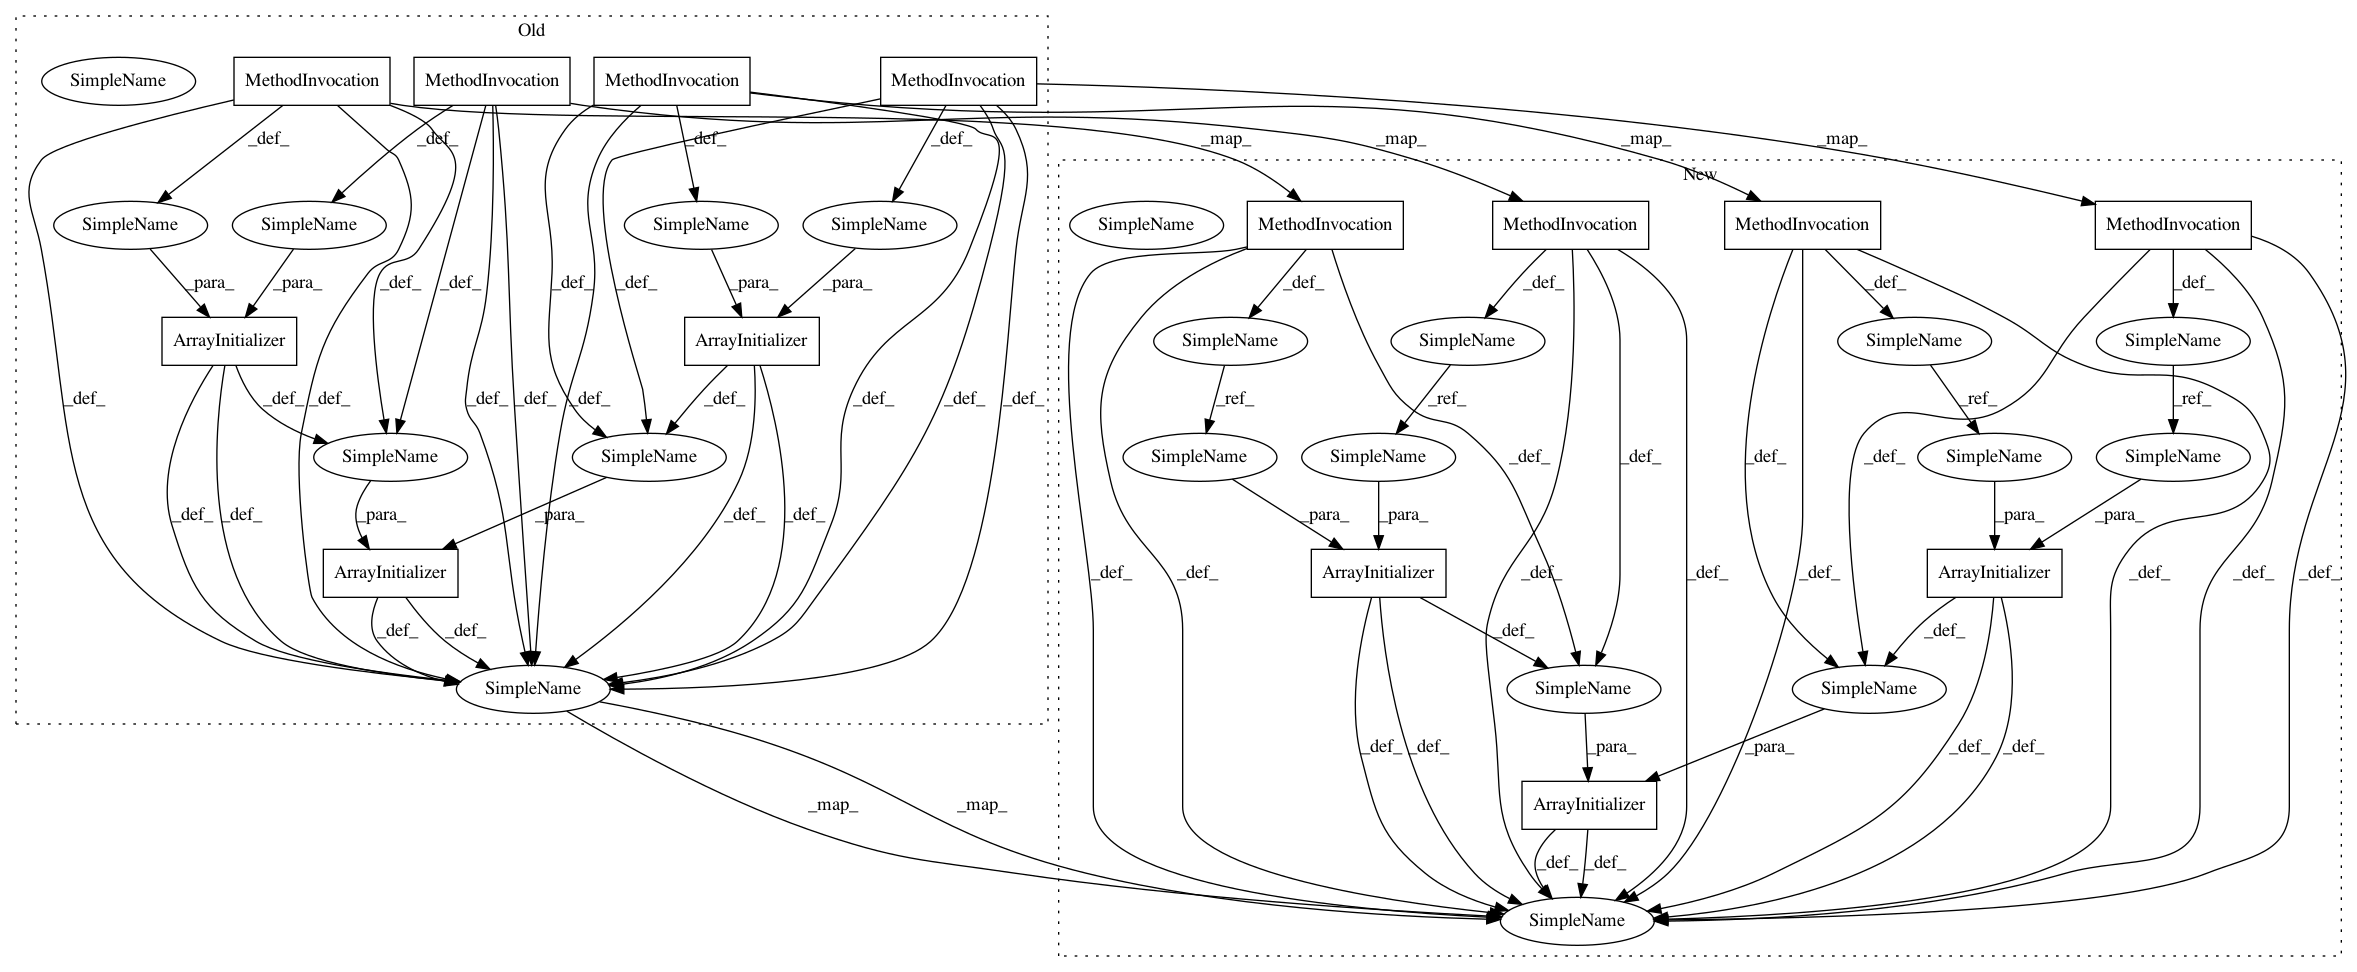 Old
SimpleName MethodInvocation MethodInvocation MethodInvocation MethodInvocation
_def_ _def_ _def_ _def_ _map_ _map_ _map_ _map_
New
SimpleName SimpleName SimpleName SimpleName SimpleName MethodInvocation MethodInvocation MethodInvocation MethodInvocation
_para_ _para_ _def_ _def_ _def_ _def_ _para_ _para_ _def_ _def_ _def_ _def_
ArrayInitializer ArrayInitializer SimpleName SimpleName SimpleName SimpleName
_def_ _def_ _def_ _def_ _def_ _def_ _def_ _def_ _def_ _def_ _ref_ _ref_ _ref_ _ref_
SimpleName SimpleName SimpleName SimpleName SimpleName SimpleName
_def_ _def_ _para_ _para_ _def_ _def_ _para_ _para_ _def_ _def_ _def_ _def_ _para_ _para_
ArrayInitializer ArrayInitializer ArrayInitializer
_def_ _def_ _def_ _def_ _def_ _def_ _def_ _def_ _def_ _def_ _def_ _def_
SimpleName SimpleName SimpleName
_def_ _def_ _para_ _para_ _def_ _def_
_map_ _map_ ArrayInitializer
_def_ _def_
SimpleName